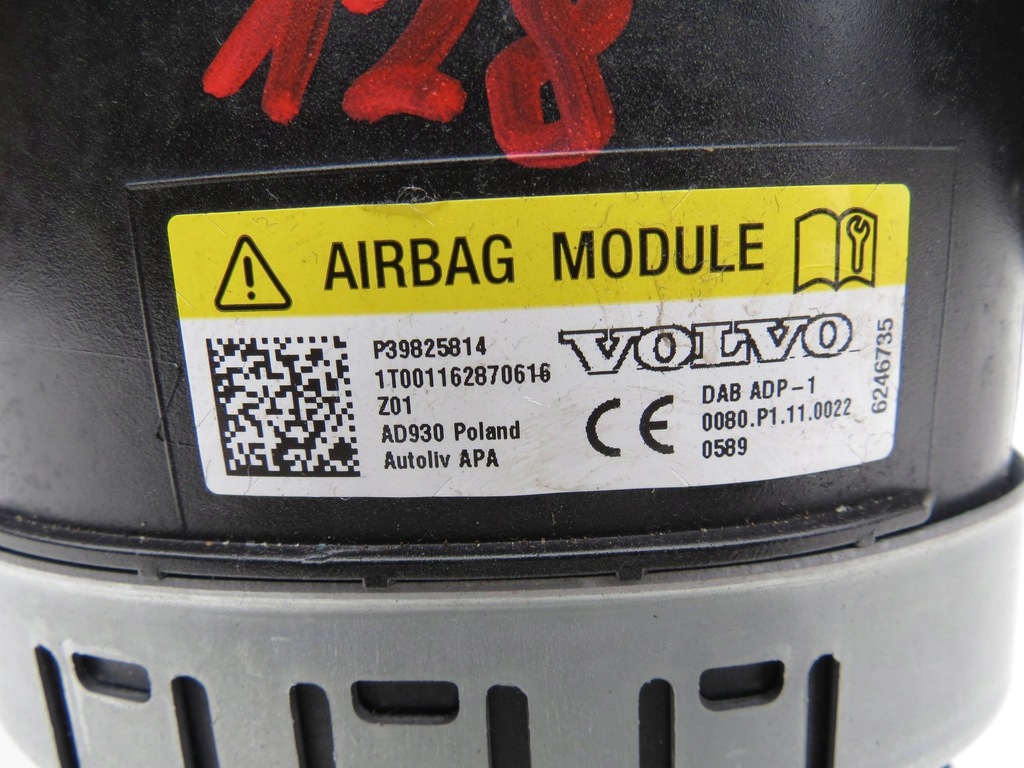 128
AIRBAG MODULE
P39825814
1T001162870616
Z01
AD930 Poland
Autoliv APA
VOLVO
CE
DAB ADP-1
0080.P1.11.0022
0589
6246735